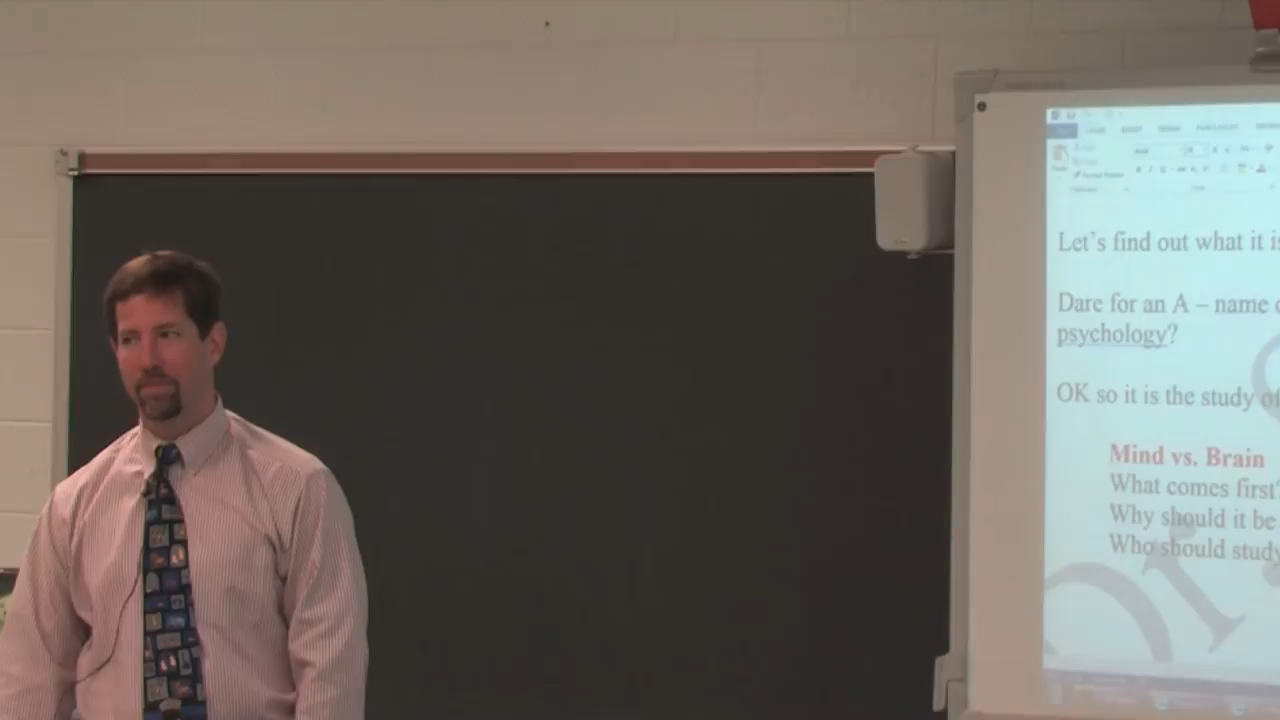 Let's find out what it is
Dare for an A – name
psychology?
OK so it is the study of
Mind vs. Brain
What comes first?
Why should it be
Who should study